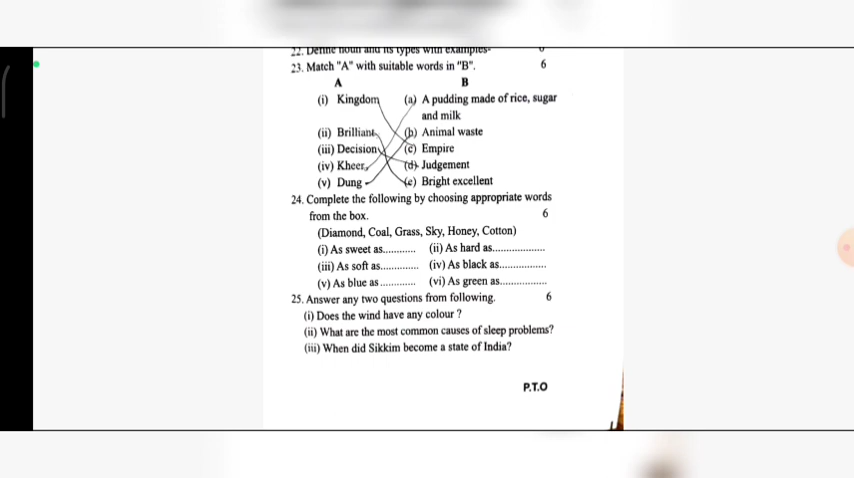 22. Define noun and its types with examples-
23. Match "A" with suitable words in "B". 6
A B
(i) Kingdom (a) A pudding made of rice, sugar
and milk
(ii) Brilliant (b) Animal waste
(iii) Decision (c) Empire
(iv) Kheer (d) Judgement
(v) Dung (e) Bright excellent
24. Complete the following by choosing appropriate words
from the box. 6
(Diamond, Coal, Grass, Sky, Honey, Cotton)
(i) As sweet as............ (ii) As hard as...................
(iii) As soft as.............. (iv) As black as.................
(v) As blue as ............. (vi) As green as.................
25. Answer any two questions from following. 6
(i) Does the wind have any colour ?
(ii) What are the most common causes of sleep problems?
(iii) When did Sikkim become a state of India?
P.T.O